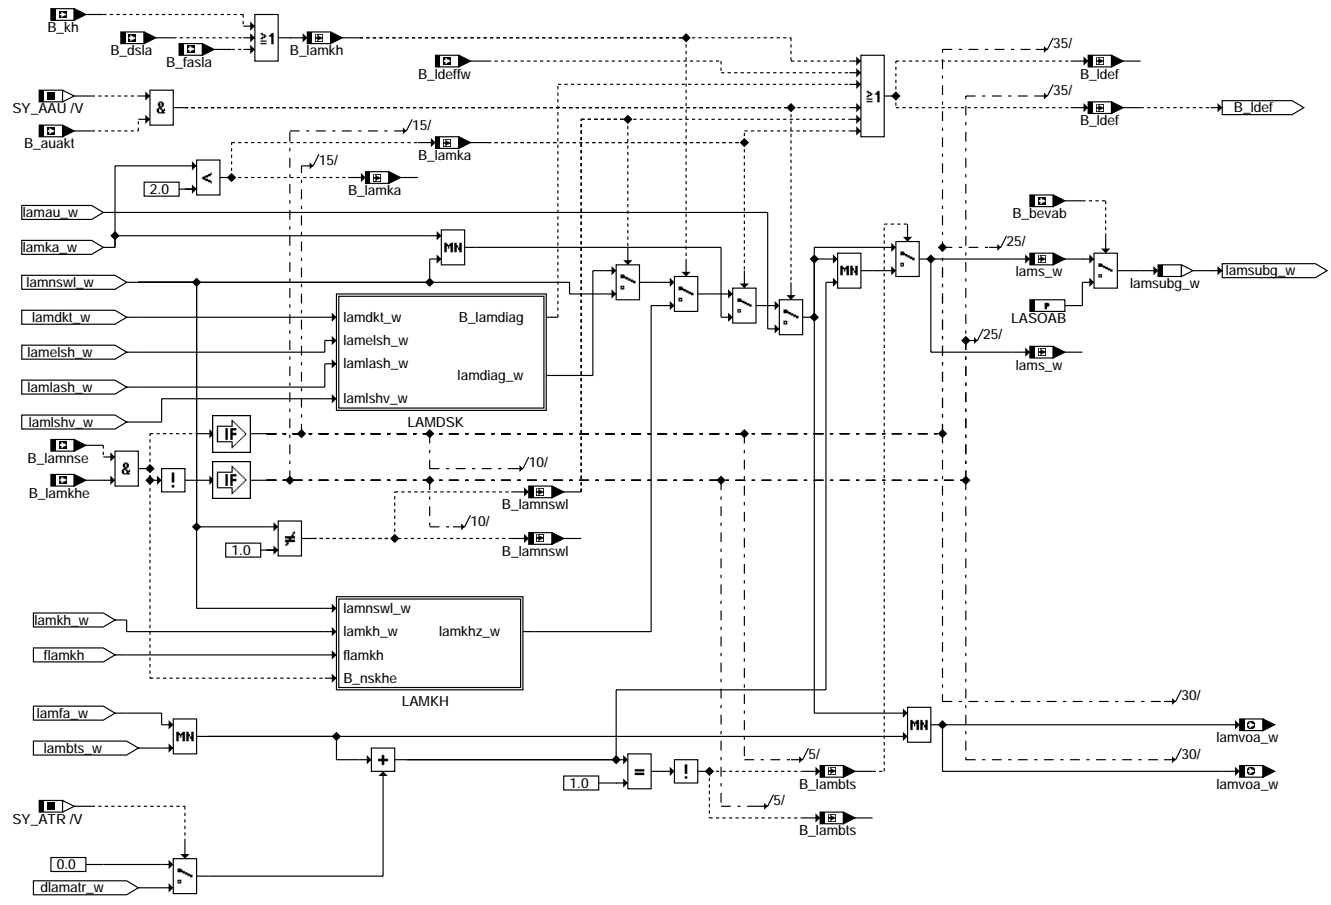 B_kh
B_dsla
B_fasla
≥1
B_lamkh
B_ldeffw
≥1
/35/
B_ldef
/35/
B_ldef
B_ldef
SY_AAU /V
&
B_auakt
/15/
B_lamka
/15/
<
2.0
B_lamka
lamau_w
lamka_w
MN
lamnswl_w
MN
B_bevab
/25/
lams_w
lamsubg_w
lamsubg_w
P
LASOAB
/25/
lams_w
lamdkt_w
lamdkt_w
B_lamdiag
lamelsh_w
lamelsh_w
lamlash_w
lamlash_w
lamdiag_w
lamlshv_w
lamlshv_w
LAMDSK
IF
B_lamnse
&
B_lamkhe
!
IF
/10/
B_lamnswl
/10/
≠
1.0
B_lamnswl
lamnswl_w
lamkh_w
lamkh_w
lamkhz_w
flamkh
flamkh
B_nskhe
LAMKH
/30/
lamfa_w
MN
lambts_w
MN
lamvoa_w
/30/
lamvoa_w
+
=
1.0
!
/5/
B_lambts
/5/
B_lambts
SY_ATR /V
0.0
dlamatr_w